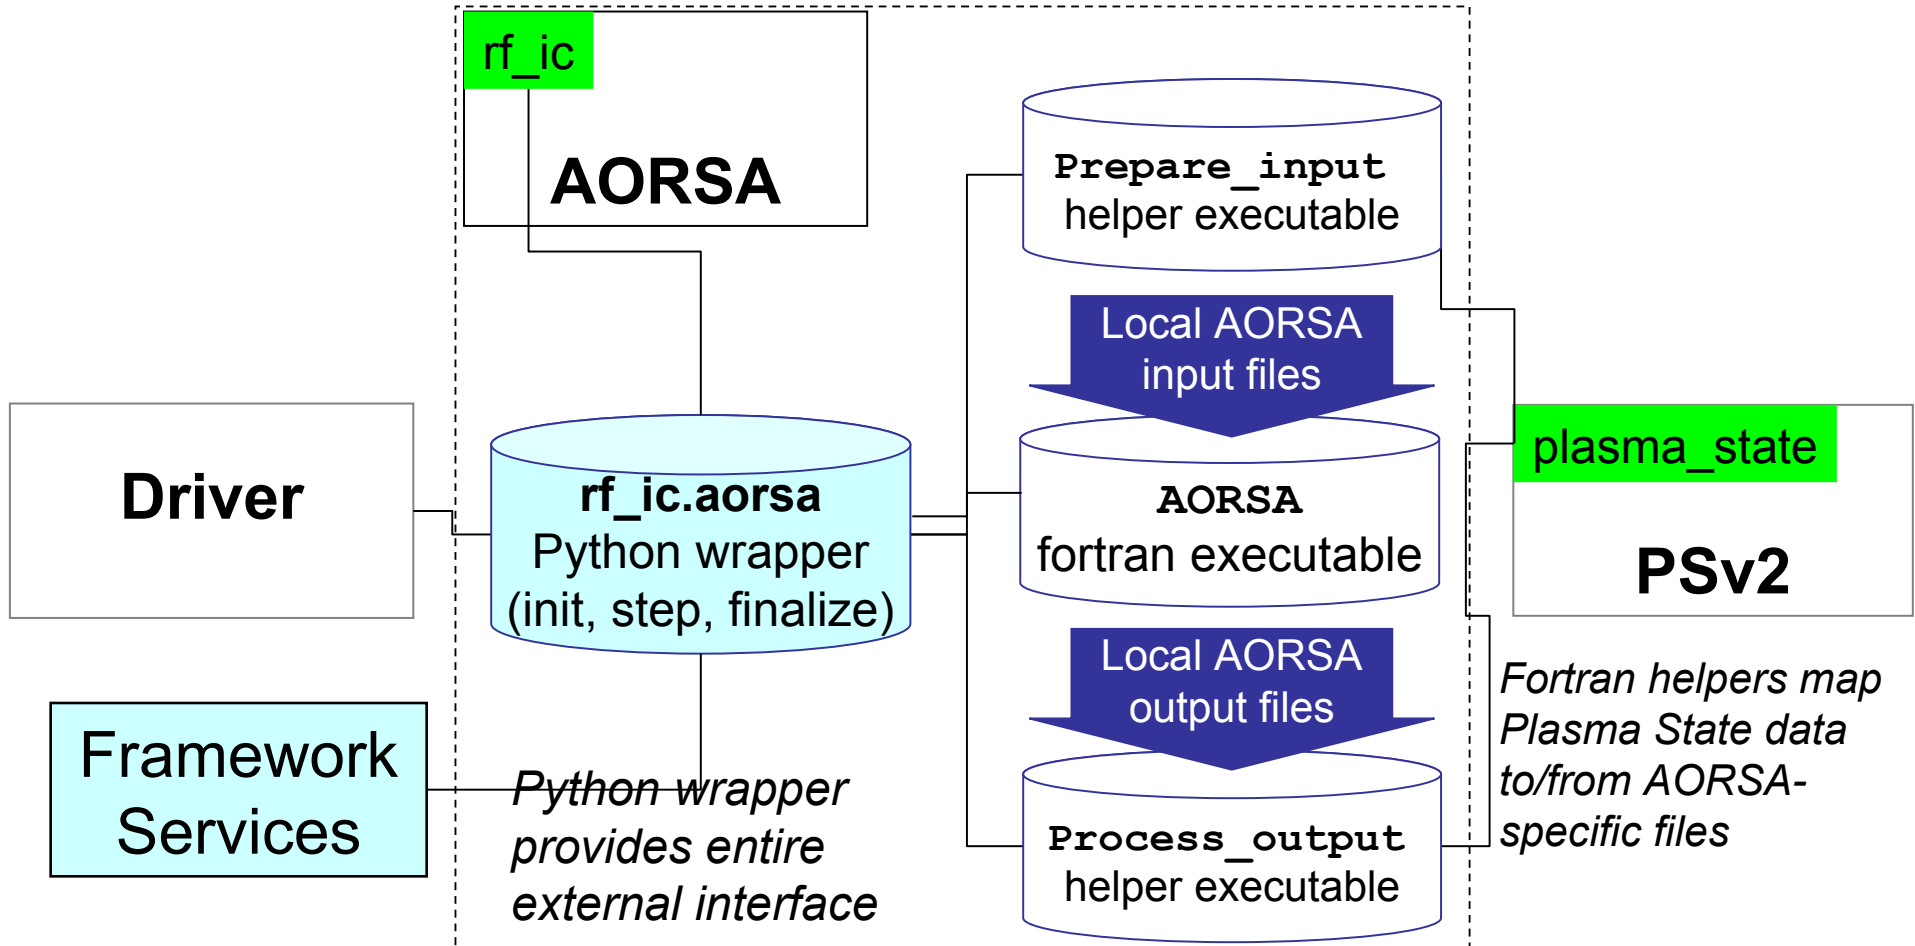 rf_ic
AORSA
Prepare_input
helper executable
Local AORSA
input files
Driver
rf_ic.aorsa
Python wrapper
(init, step, finalize)
AORSA
fortran executable
plasma_state
PSv2
Local AORSA
output files
Framework
Services
Python wrapper
provides entire
external interface
Process_output
helper executable
Fortran helpers map
Plasma State data
to/from AORSA-
specific files